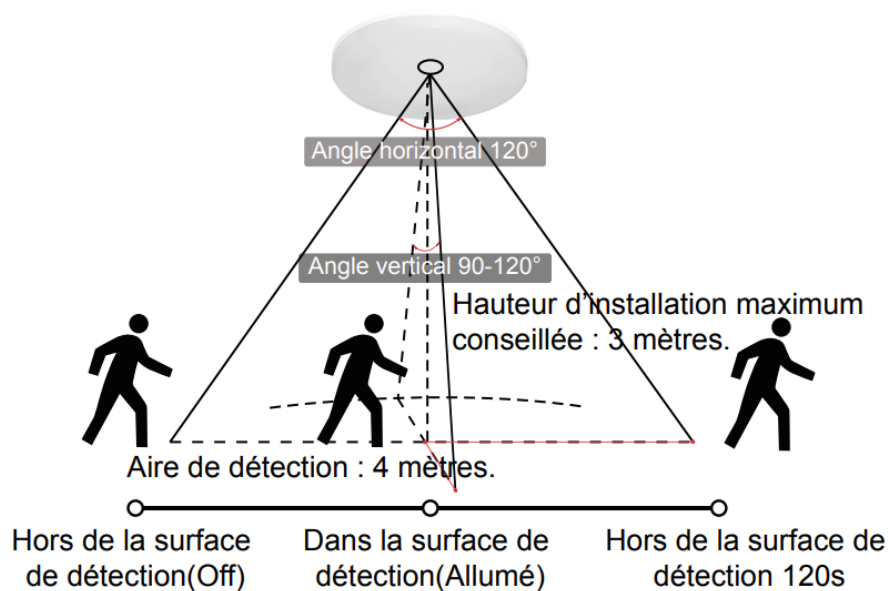 Angle horizontal 120°
Angle vertical 90-120°
Hauteur d’installation maximum
conseillée : 3 mètres.
Aire de détection : 4 mètres.
Hors de la surface
de détection(Off)
Dans la surface de
détection(Allumé)
Hors de la surface de
détection 120s